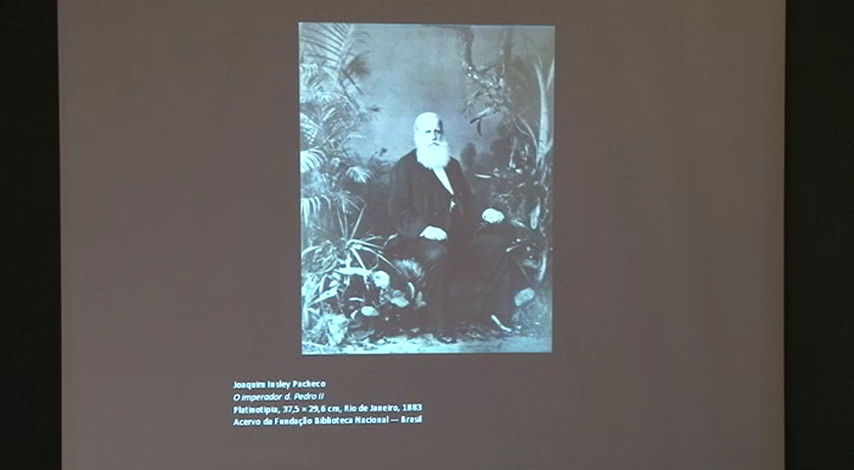 Joaquim Insley Pacheco
O imperador d. Pedro II
Platinotipia, 37,5 × 29,6 cm, Rio de Janeiro, 1883
Acervo da Fundação Biblioteca Nacional — Brasil